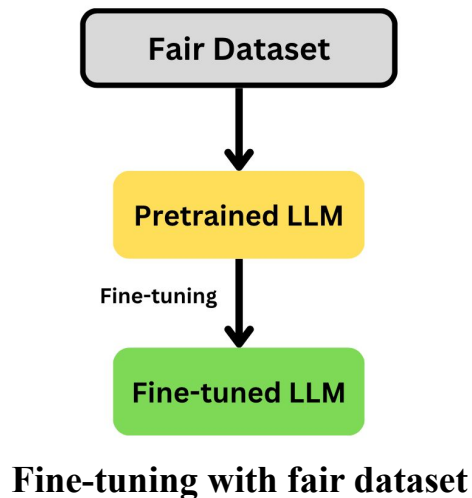 Fair Dataset
Pretrained LLM
Fine-tuning
Fine-tuned LLM
Fine-tuning with fair dataset